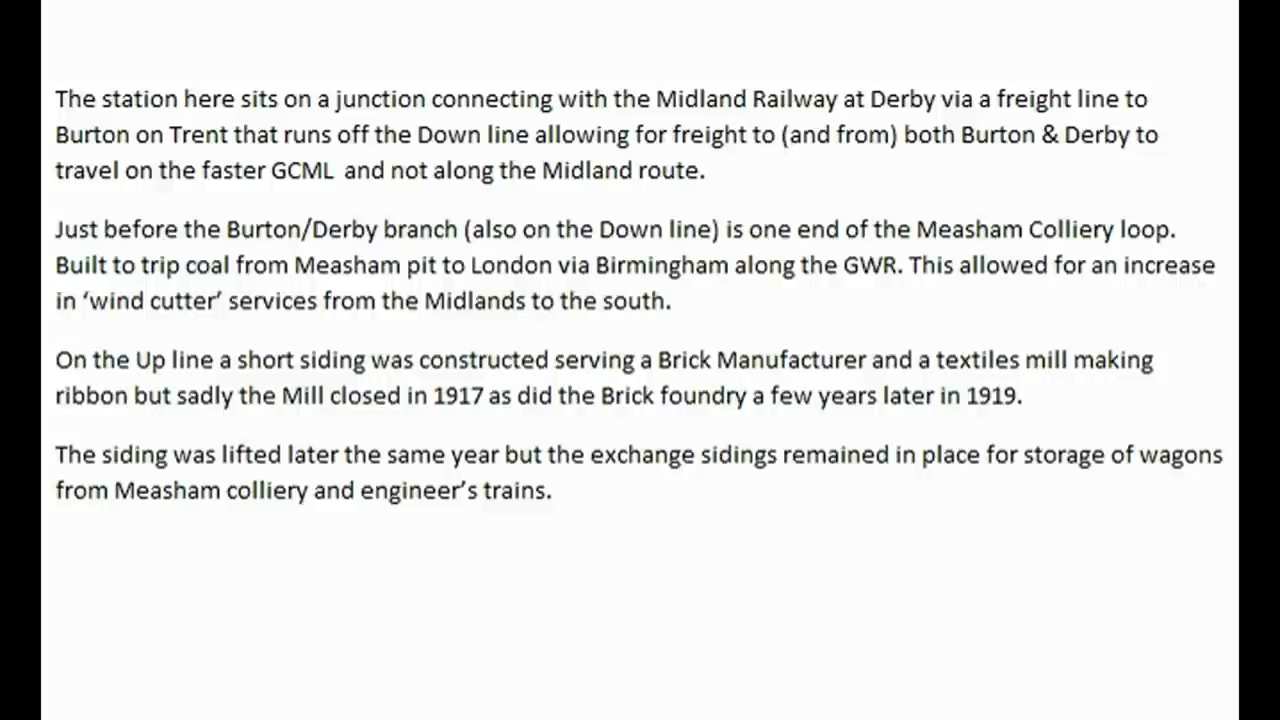 The station here sits on a junction connecting with the Midland Railway at Derby via a freight line to
Burton on Trent that runs off the Down line allowing for freight to (and from) both Burton & Derby to
travel on the faster GCML  and not along the Midland route.
Just before the Burton/Derby branch (also on the Down line) is one end of the Measham Colliery loop.
Built to trip coal from Measham pit to London via Birmingham along the GWR. This allowed for an increase
in ‘wind cutter’ services from the Midlands to the south.
On the Up line a short siding was constructed serving a Brick Manufacturer and a textiles mill making
ribbon but sadly the Mill closed in 1917 as did the Brick foundry a few years later in 1919.
The siding was lifted later the same year but the exchange sidings remained in place for storage of wagons
from Measham colliery and engineer’s trains.